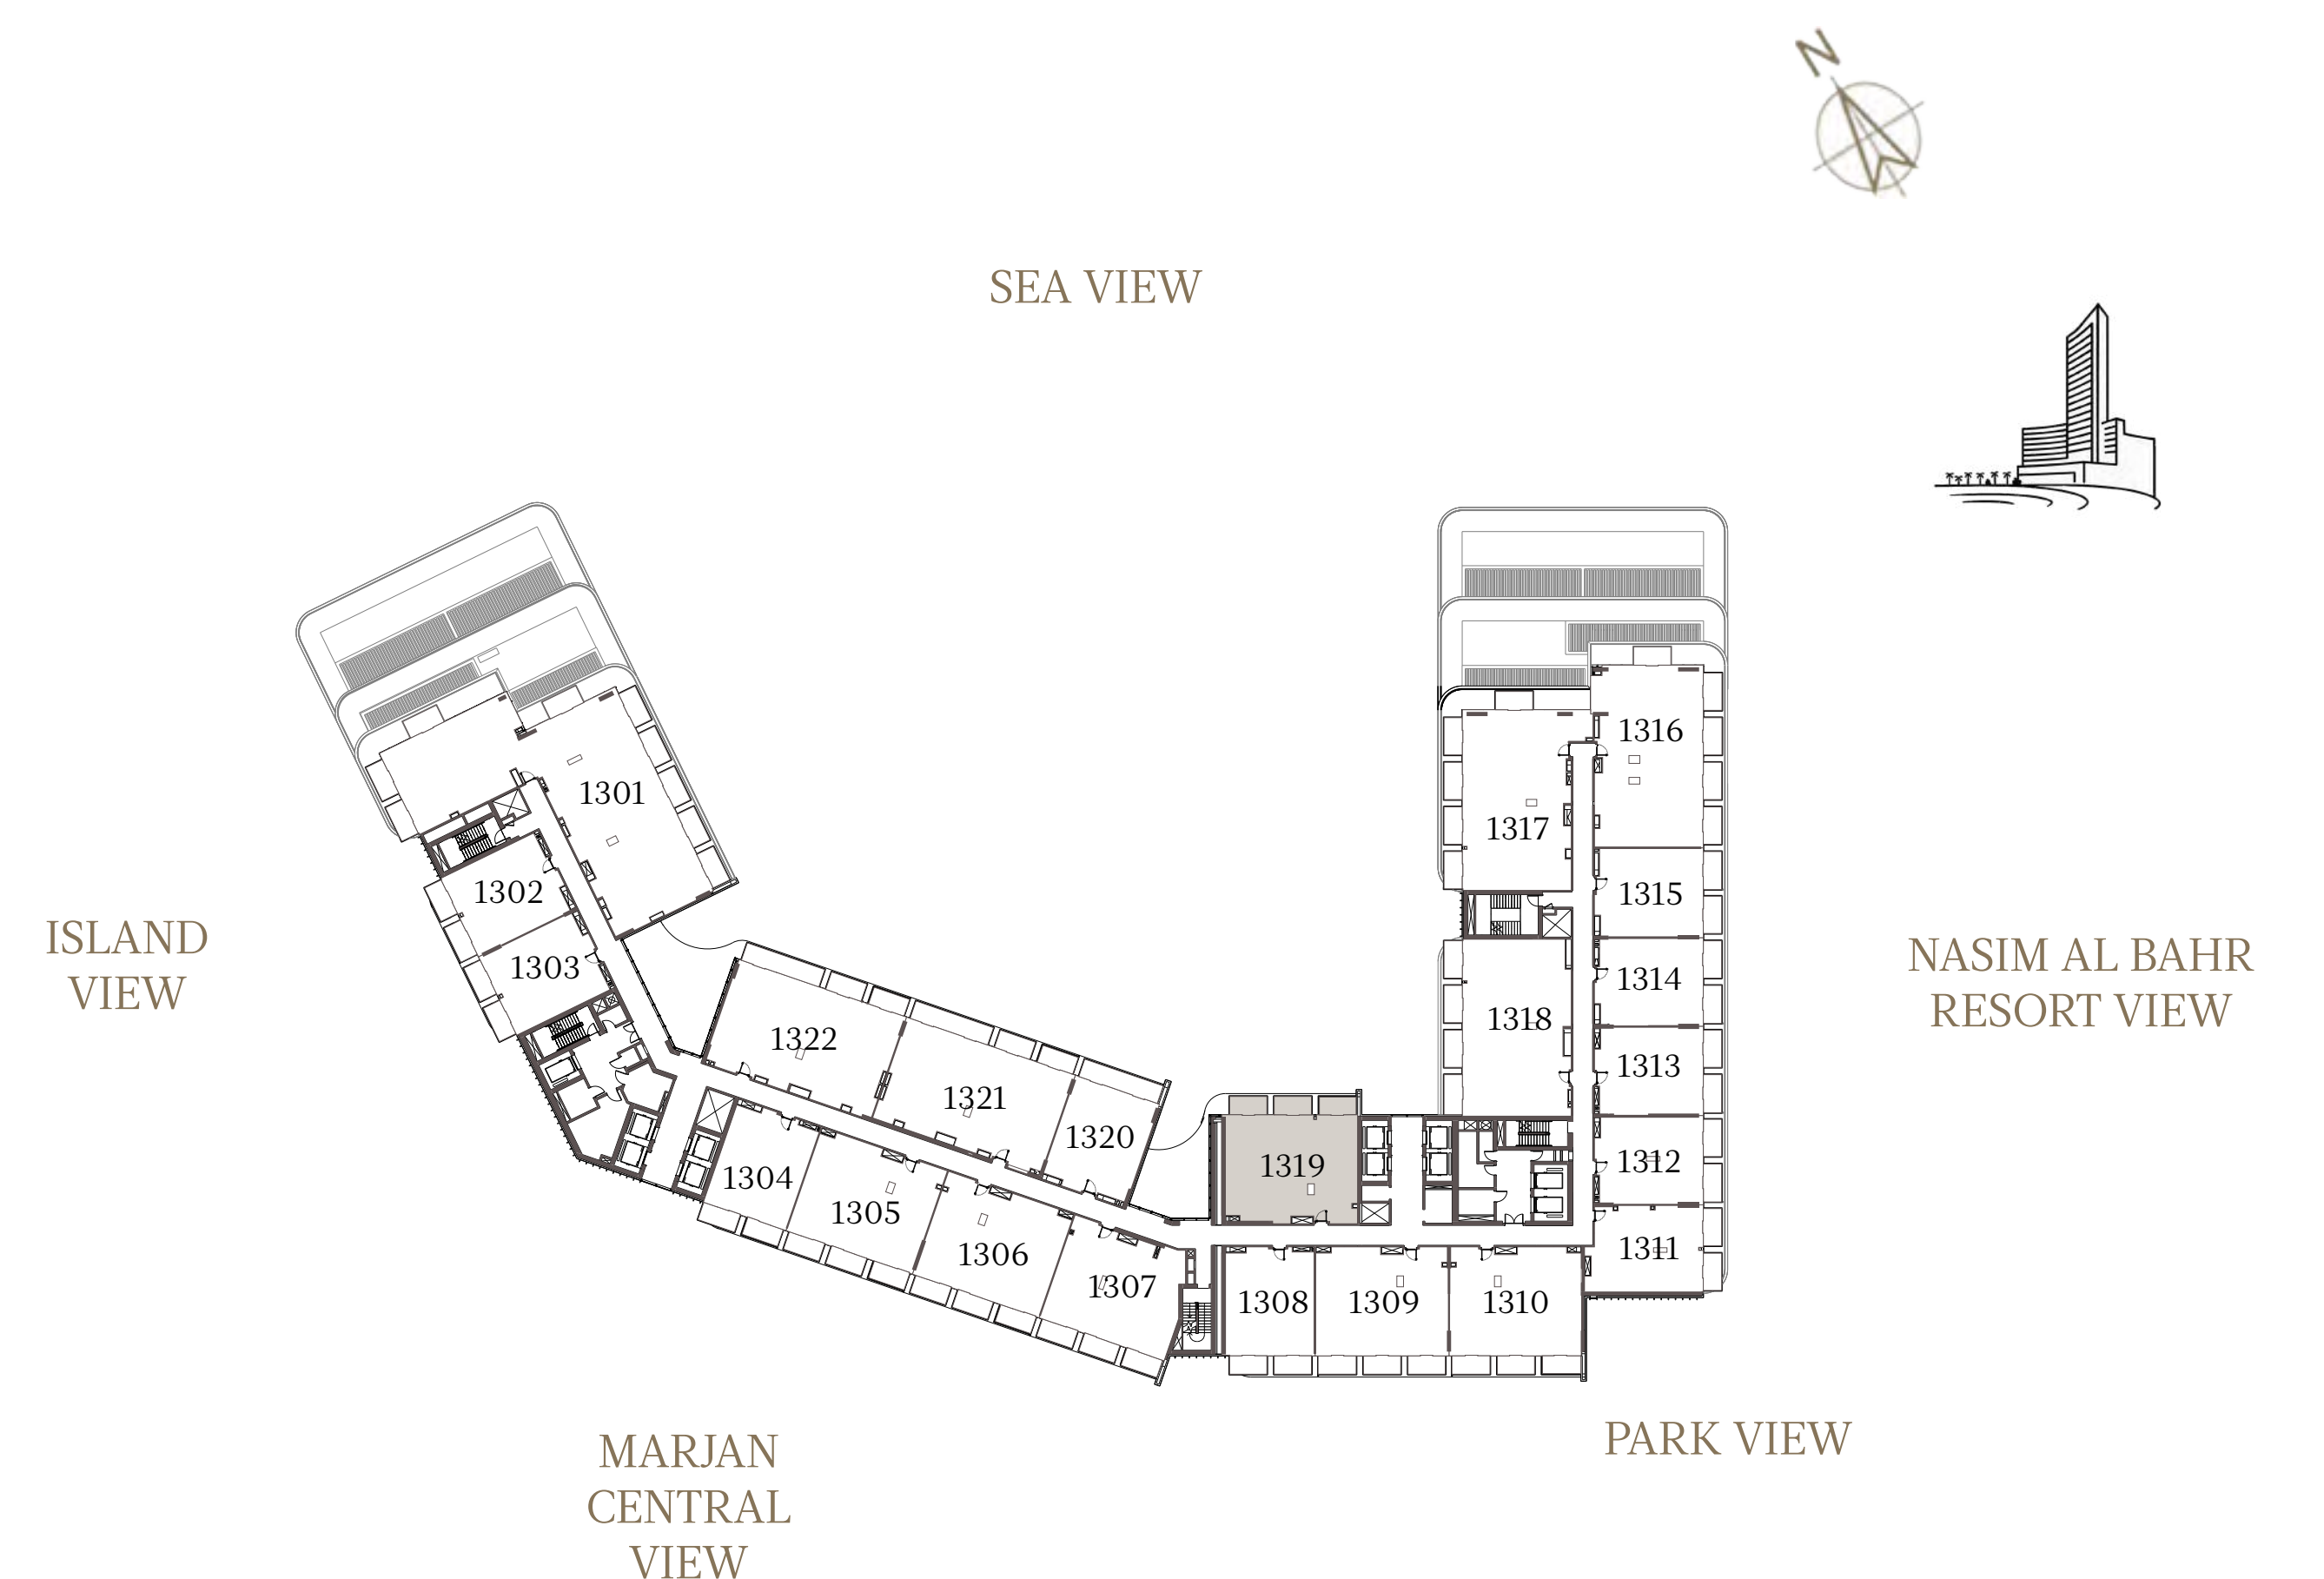 N
SEA VIEW
1316
1301
1317
1302
1315
ISLAND
VIEW
1303
NASIM AL BAHR
RESORT VIEW
1314
1318
1322
1313
1321
1320
1312
1319
1304
1305
1311
1306
1307
1308
1309
1310
PARK VIEW
MARJAN
CENTRAL
VIEW